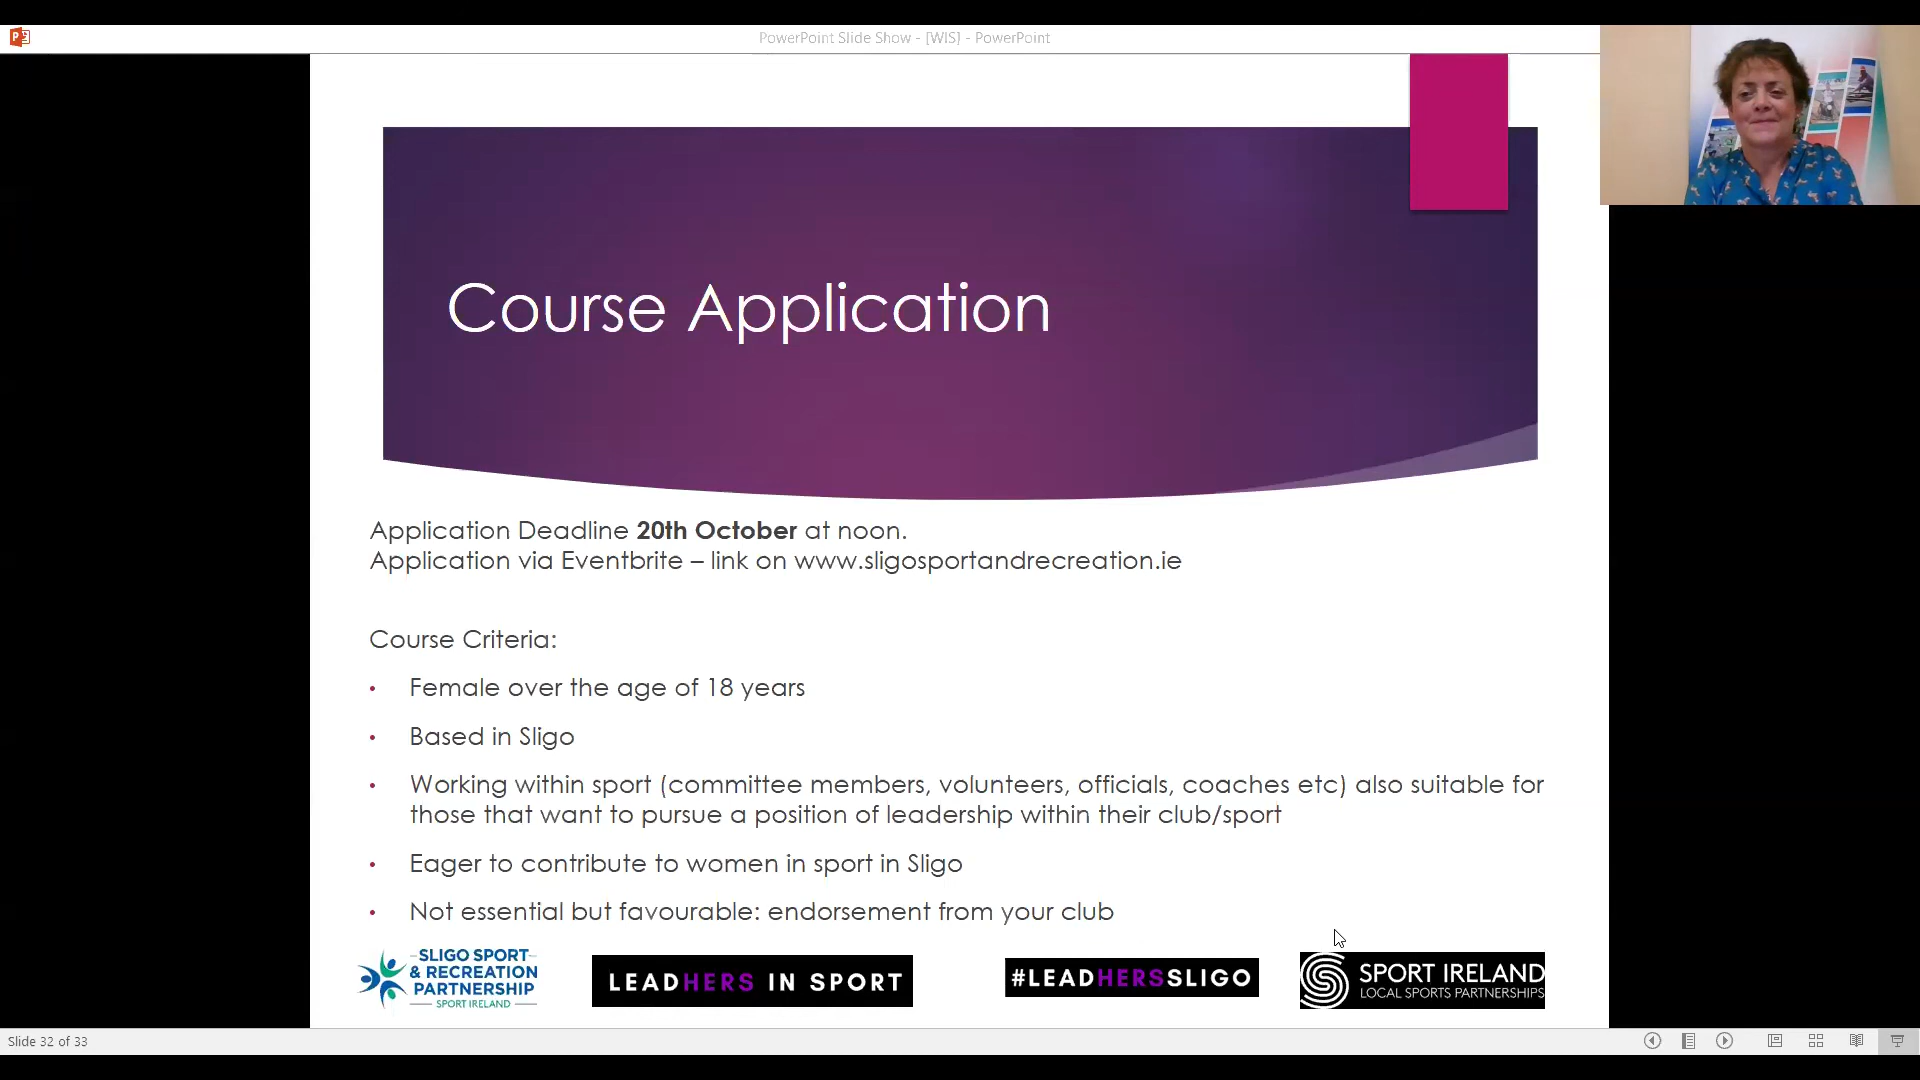 PowerPoint Slide Show - [WIS] - PowerPoint
Course Application
Application Deadline 20th October at noon.
Application via Eventbrite – link on www.sligosportandrecreation.ie
Course Criteria:
• Female over the age of 18 years
• Based in Sligo
• Working within sport (committee members, volunteers, officials, coaches etc) also suitable for
those that want to pursue a position of leadership within their club/sport
• Eager to contribute to women in sport in Sligo
• Not essential but favourable: endorsement from your club
SLIGO SPORT
& RECREATION
PARTNERSHIP
SPORT IRELAND
LEADHERS IN SPORT
#LEADHERSSLIGO
SPORT IRELAND
LOCAL SPORTS PARTNERSHIPS
Slide 32 of 33